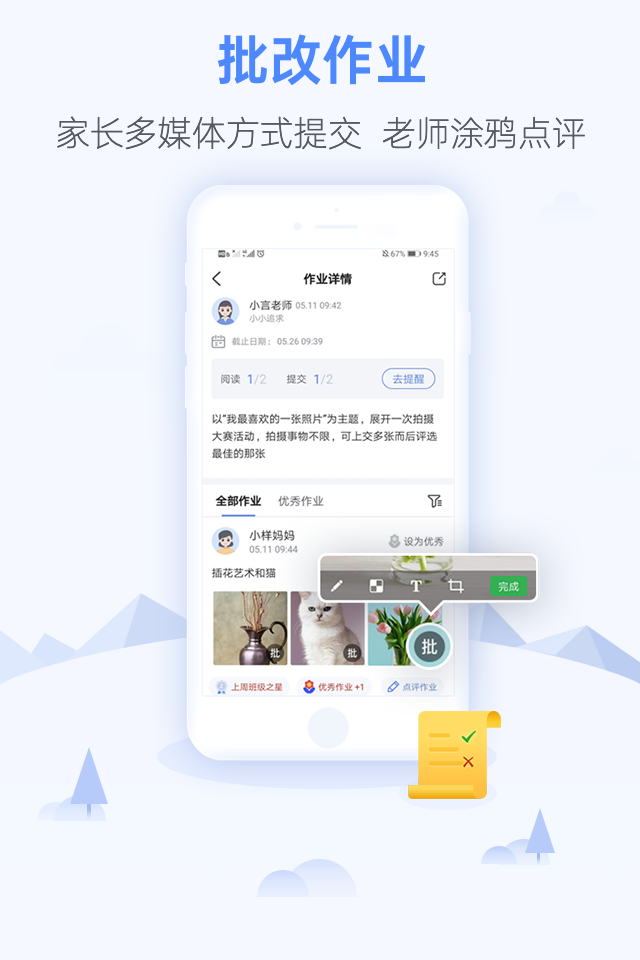 批改作业
家长多媒体方式提交 老师涂鸦点评
67% 9:45
作业详情
小言老师 05.11 09:42
小小追求
截止日期： 05.26 09:39
阅读 1/2 提交 1/2 去提醒
以“我最喜欢的一张照片”为主题，展开一次拍摄
大赛活动，拍摄事物不限，可上交多张而后评选
最佳的那张
全部作业 优秀作业
小样妈妈
05.11 09:44
设为优秀
插花艺术和猫
T 完成
批 批 批
上周班级之星 优秀作业 +1 点评作业